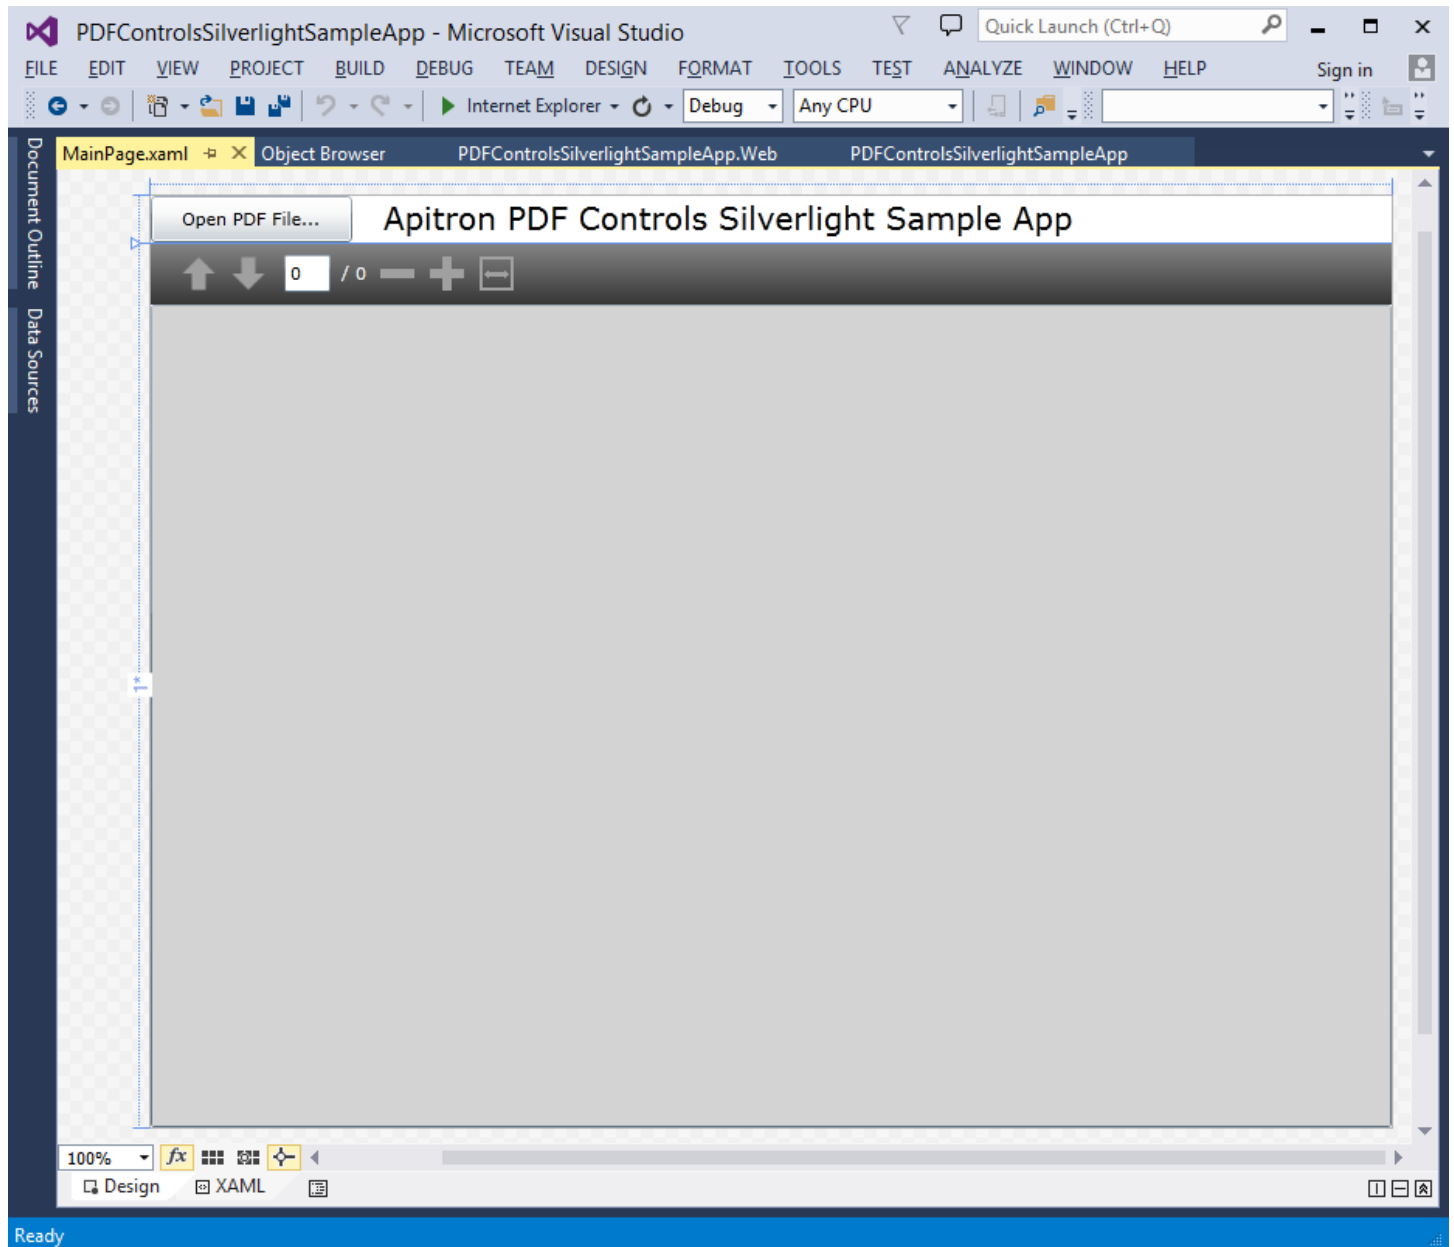 PDFControlsSilverlightSampleApp - Microsoft Visual Studio
Quick Launch (Ctrl+Q)
FILE EDIT VIEW PROJECT BUILD DEBUG TEAM DESIGN FORMAT TOOLS TEST ANALYZE WINDOW HELP Sign in
Internet Explorer Debug Any CPU
Document Outline
Data Sources
MainPage.xaml Object Browser PDFControlsSilverlightSampleApp.Web PDFControlsSilverlightSampleApp
Open PDF File... Apitron PDF Controls Silverlight Sample App
0 / 0
1*
100% fx
Design XAML
Ready